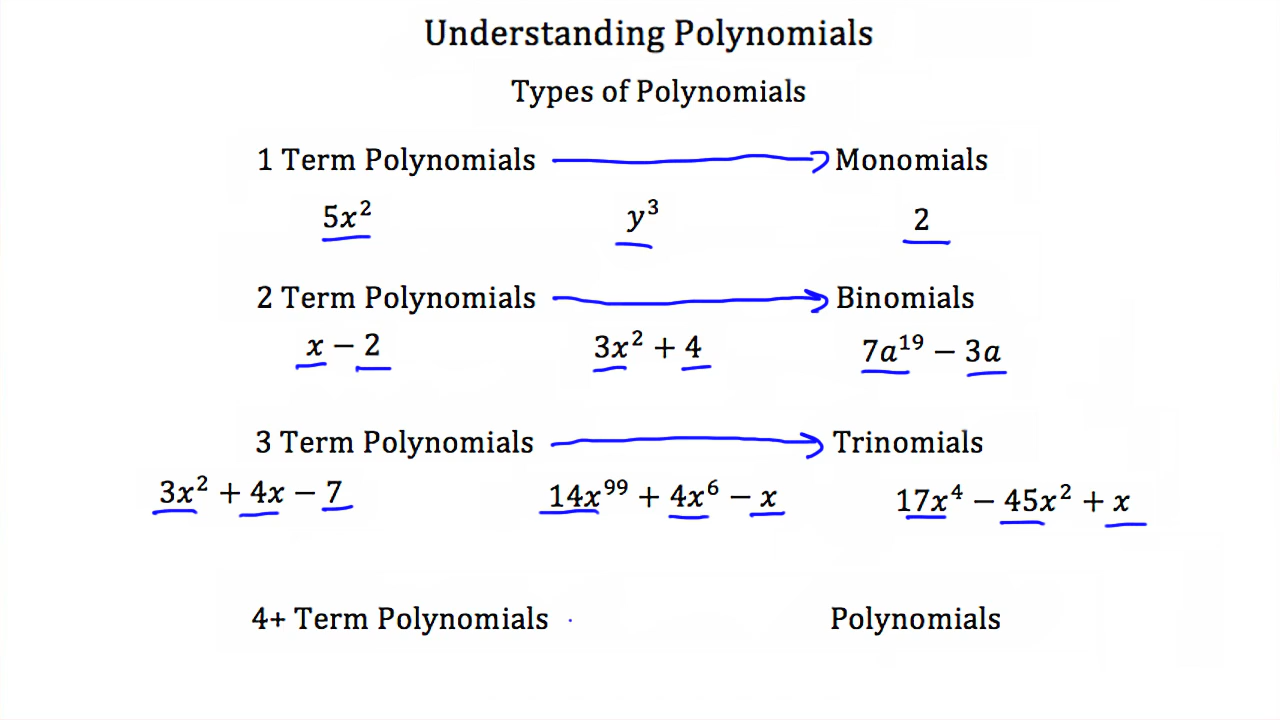 Understanding Polynomials
Types of Polynomials
1 Term Polynomials Monomials
5x² y³ 2
2 Term Polynomials Binomials
x − 2 3x² + 4 7a¹⁹ − 3a
3 Term Polynomials Trinomials
3x² + 4x − 7 14x⁹⁹ + 4x⁶ − x 17x⁴ − 45x² + x
4+ Term Polynomials Polynomials